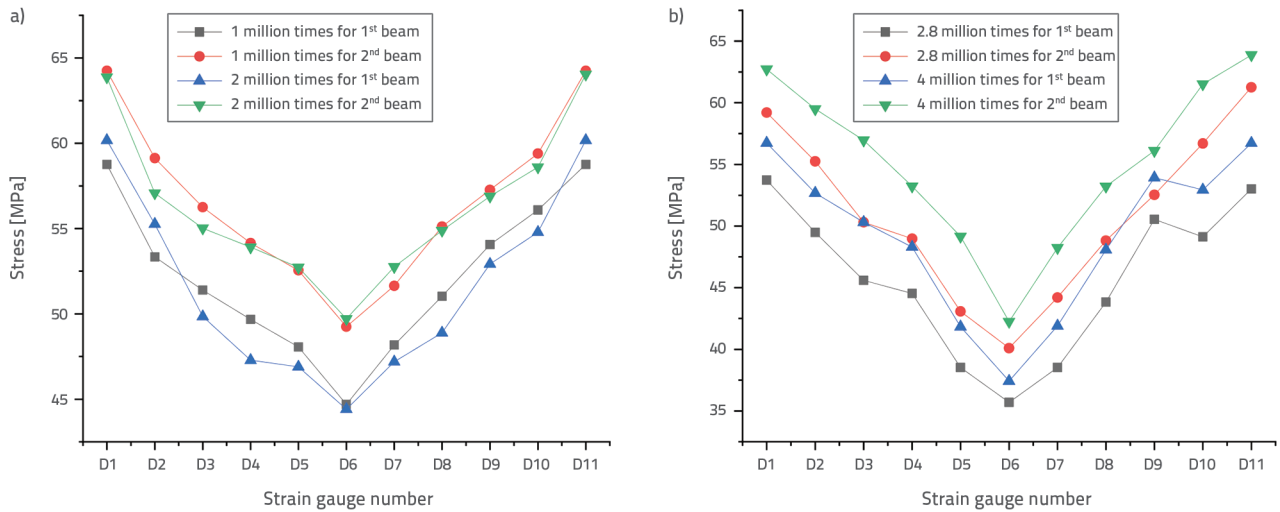 a)
1 million times for 1st beam
1 million times for 2nd beam
2 million times for 1st beam
2 million times for 2nd beam
65
60
55
50
45
Stress [MPa]
D1 D2 D3 D4 D5 D6 D7 D8 D9 D10 D11
Strain gauge number
b)
2.8 million times for 1st beam
2.8 million times for 2nd beam
4 million times for 1st beam
4 million times for 2nd beam
65
60
55
50
45
40
35
Stress [MPa]
D1 D2 D3 D4 D5 D6 D7 D8 D9 D10 D11
Strain gauge number